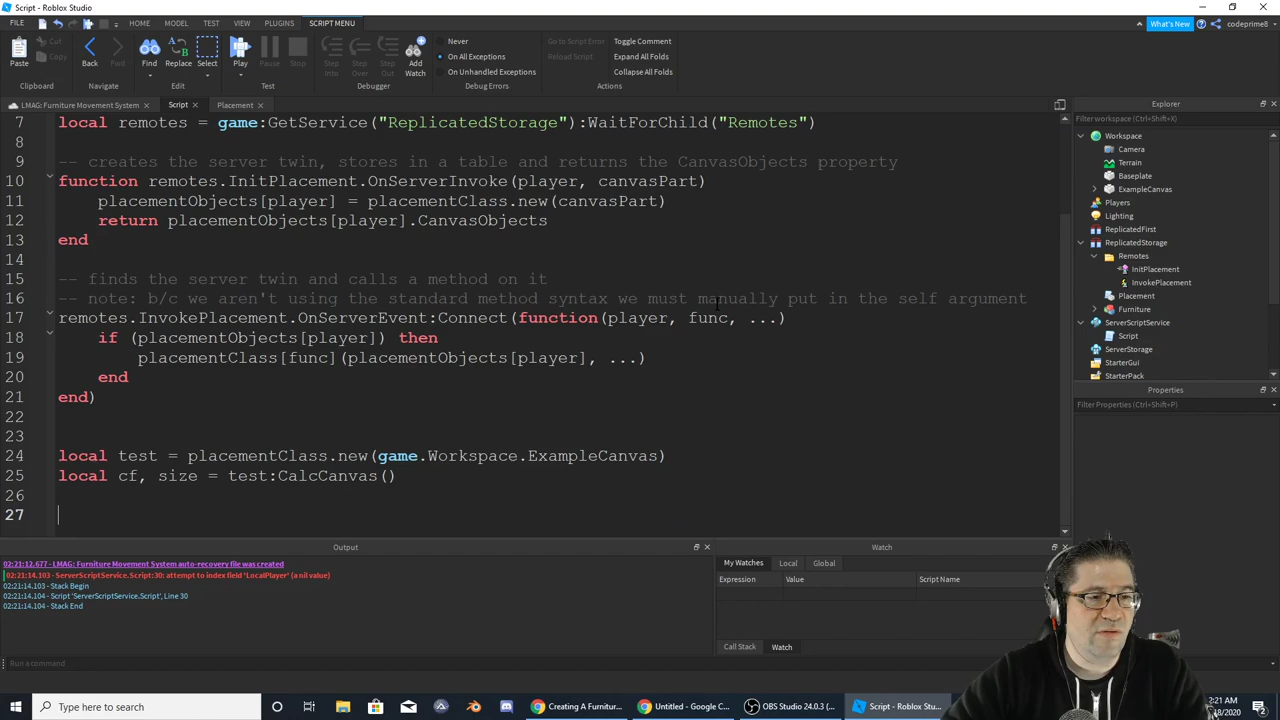 Script - Roblox Studio
FILE HOME MODEL TEST VIEW PLUGINS SCRIPT MENU What's New codeprime8
Paste Cut Copy Back Fwd Find Replace Select Play Pause Stop Step Into Step Over Step Out Add Watch
Never Go to Script Error Toggle Comment
On All Exceptions Reload Script Expand All Folds
On Unhandled Exceptions Collapse All Folds
Clipboard Navigate Edit Test Debugger Debug Errors Actions
LMAG: Furniture Movement System Script Placement
7 local remotes = game:GetService("ReplicatedStorage"):WaitForChild("Remotes")
8
9 -- creates the server twin, stores in a table and returns the CanvasObjects property
10 function remotes.InitPlacement.OnServerInvoke(player, canvasPart)
11 placementObjects[player] = placementClass.new(canvasPart)
12 return placementObjects[player].CanvasObjects
13 end
14
15 -- finds the server twin and calls a method on it
16 -- note: b/c we aren't using the standard method syntax we must manually put in the self argument
17 remotes.InvokePlacement.OnServerEvent:Connect(function(player, func, ...)
18 if (placementObjects[player]) then
19 placementClass[func](placementObjects[player], ...)
20 end
21 end)
22
23
24 local test = placementClass.new(game.Workspace.ExampleCanvas)
25 local cf, size = test:CalcCanvas()
26
27
Explorer
Filter workspace (Ctrl+Shift+X)
Workspace
Camera
Terrain
Baseplate
ExampleCanvas
Players
Lighting
ReplicatedFirst
ReplicatedStorage
Remotes
InitPlacement
InvokePlacement
Placement
Furniture
ServerScriptService
Script
ServerStorage
StarterGui
StarterPack
Properties
Filter Properties (Ctrl+Shift+P)
Output
02:21:12.677 - LMAG: Furniture Movement System auto-recovery file was created
02:21:14.103 - ServerScriptService.Script:30: attempt to index field 'LocalPlayer' (a nil value)
02:21:14.103 - Stack Begin
02:21:14.104 - Script 'ServerScriptService.Script', Line 30
02:21:14.104 - Stack End
Watch
My Watches Local Global
Expression Value Script Name
Call Stack Watch
Run a command
Type here to search
Creating A Furnitur...
Untitled - Google C...
OBS Studio 24.0.3 (...
Script - Roblox Stu...
2:21 AM